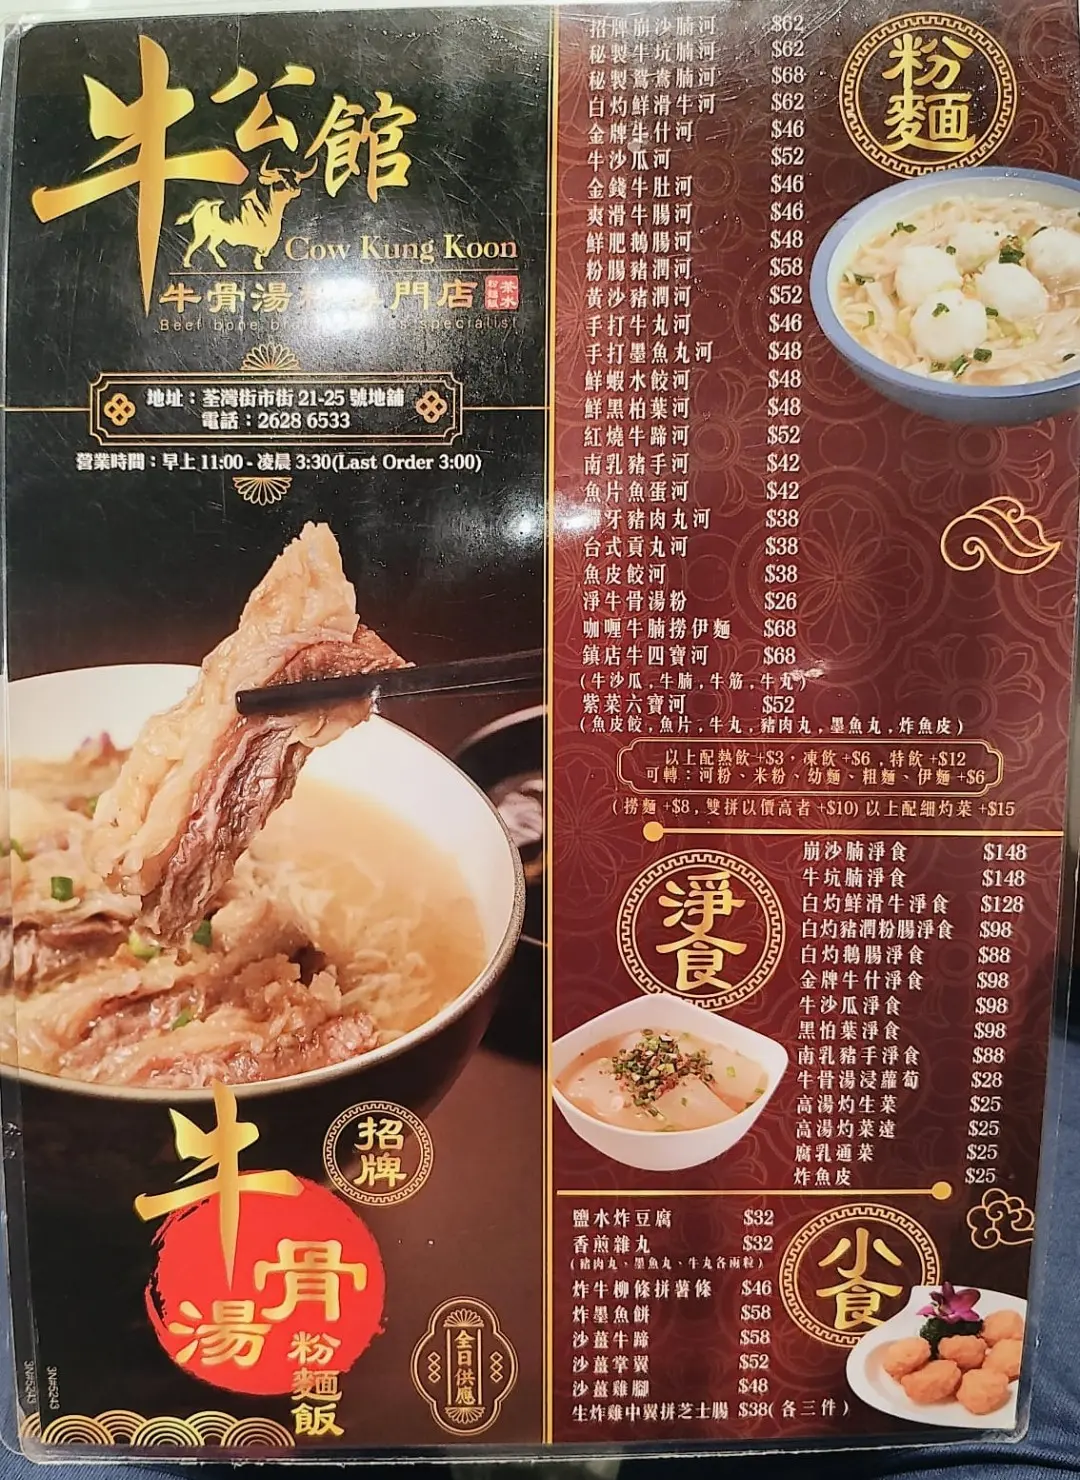 牛公館
Cow Kung Koon
牛骨湯粉專門店
茶水
Beef bone broth specialist
地址：荃灣街市街 21-25 號地舖
電話：2628 6533
營業時間：早上 11:00 - 凌晨 3:30(Last Order 3:00)
招牌
牛骨湯
粉麵飯
全日供應
3N#5243
3N#5243
粉麵
招牌崩沙腩河 $62
秘製牛坑腩河 $62
秘製鴛鴦腩河 $68
白灼鮮滑牛河 $62
金牌牛什河 $46
牛沙瓜河 $52
金錢牛肚河 $46
爽滑牛腸河 $46
鮮肥鵝腸河 $48
粉腸豬潤河 $58
黃沙豬潤河 $52
手打牛丸河 $46
手打墨魚丸河 $48
鮮蝦水餃河 $48
鮮黑柏葉河 $48
紅燒牛蹄河 $52
南乳豬手河 $42
魚片魚蛋河 $42
彈牙豬肉丸河 $38
台式貢丸河 $38
魚皮餃河 $38
淨牛骨湯粉 $26
咖喱牛腩撈伊麵 $68
鎮店牛四寶河 $68
(牛沙瓜,牛腩,牛筋,牛丸)
紫菜六寶河 $52
(魚皮餃,魚片,牛丸,豬肉丸,墨魚丸,炸魚皮)
以上配熱飲 +$3，凍飲 +$6 , 特飲 +$12
可轉：河粉、米粉、幼麵、粗麵、伊麵 +$6
(撈麵 +$8 , 雙拼以價高者 +$10) 以上配細灼菜 +$15
淨食
崩沙腩淨食 $148
牛坑腩淨食 $148
白灼鮮滑牛淨食 $128
白灼豬潤粉腸淨食 $98
白灼鵝腸淨食 $88
金牌牛什淨食 $98
牛沙瓜淨食 $98
黑怕葉淨食 $98
南乳豬手淨食 $88
牛骨湯浸蘿蔔 $28
高湯灼生菜 $25
高湯灼菜遠 $25
腐乳通菜 $25
炸魚皮 $25
小食
鹽水炸豆腐 $32
香煎雜丸 $32
(豬肉丸、墨魚丸、牛丸各兩粒)
炸牛柳條拼薯條 $46
炸墨魚餅 $58
沙薑牛蹄 $58
沙薑掌翼 $52
沙薑雞腳 $48
生炸雞中翼拼芝士腸 $38(各三件)